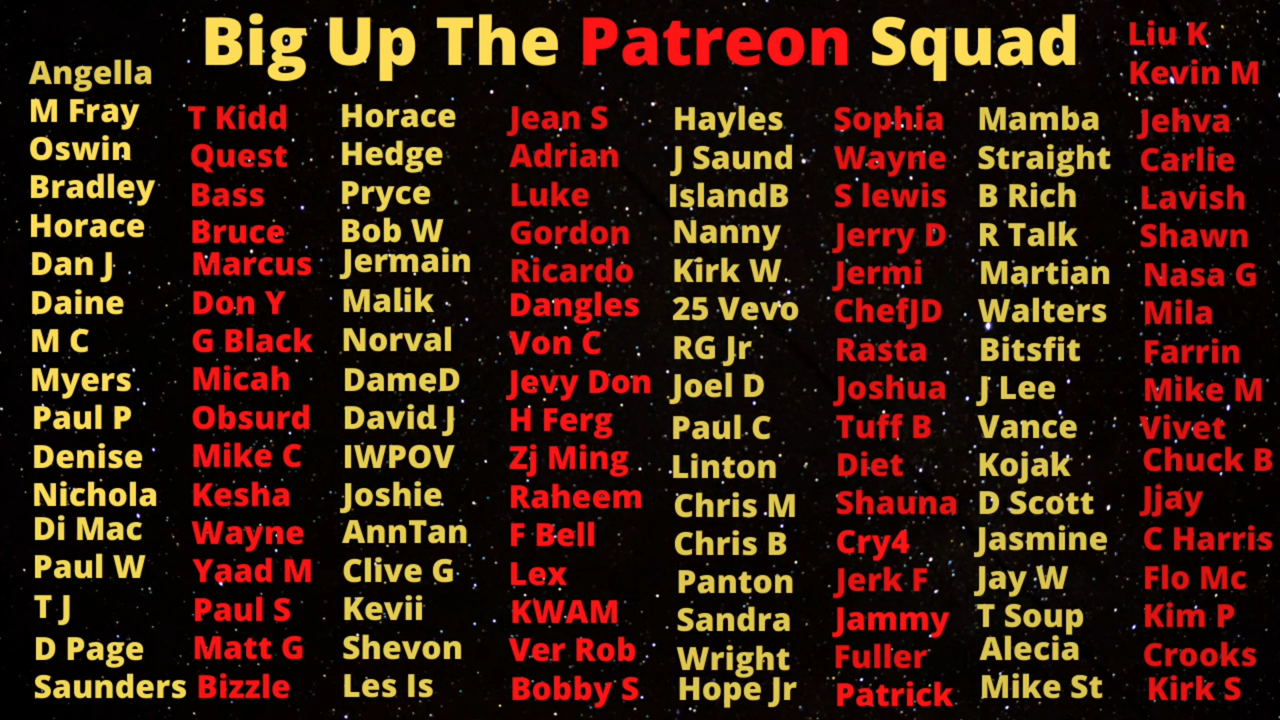 Big Up The Patreon Squad
Angella
M Fray
Oswin
Bradley
Horace
Dan J
Daine
M C
Myers
Paul P
Denise
Nichola
Di Mac
Paul W
T J
D Page
Saunders
T Kidd
Quest
Bass
Bruce
Marcus
Don Y
G Black
Micah
Obsurd
Mike C
Kesha
Wayne
Yaad M
Paul S
Matt G
Bizzle
Horace
Hedge
Pryce
Bob W
Jermain
Malik
Norval
DameD
David J
IWPOV
Joshie
AnnTan
Clive G
Kevii
Shevon
Les Is
Jean S
Adrian
Luke
Gordon
Ricardo
Dangles
Von C
Jevy Don
H Ferg
Zj Ming
Raheem
F Bell
Lex
KWAM
Ver Rob
Bobby S
Hayles
J Saund
IslandB
Nanny
Kirk W
25 Vevo
RG Jr
Joel D
Paul C
Linton
Chris M
Chris B
Panton
Sandra
Wright
Hope Jr
Sophia
Wayne
S lewis
Jerry D
Jermi
ChefJD
Rasta
Joshua
Tuff B
Diet
Shauna
Cry4
Jerk F
Jammy
Fuller
Patrick
Mamba
Straight
B Rich
R Talk
Martian
Walters
Bitsfit
J Lee
Vance
Kojak
D Scott
Jasmine
Jay W
T Soup
Alecia
Mike St
Liu K
Kevin M
Jehva
Carlie
Lavish
Shawn
Nasa G
Mila
Farrin
Mike M
Vivet
Chuck B
Jjay
C Harris
Flo Mc
Kim P
Crooks
Kirk S